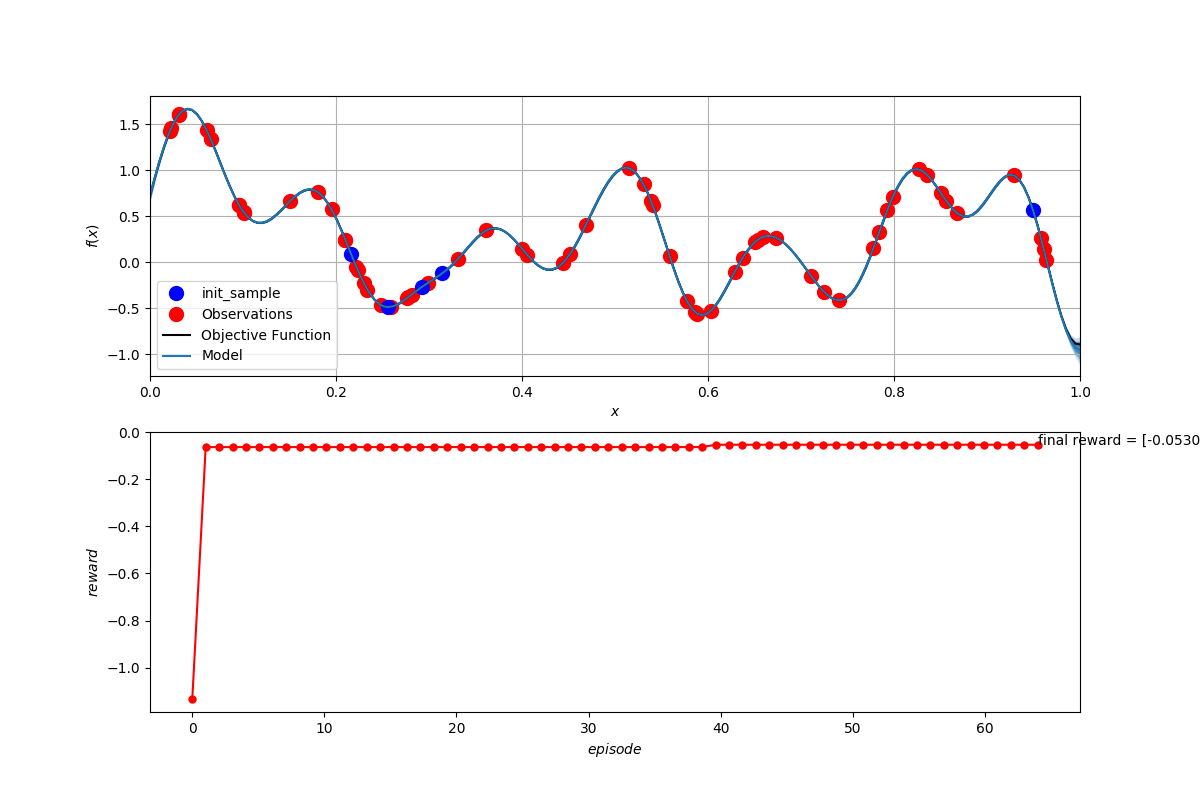 1.5
1.0
0.5
0.0
−0.5
−1.0
f(x)
init_sample
Observations
Objective Function
Model
0.0 0.2 0.4 0.6 0.8 1.0
x
0.0
−0.2
−0.4
−0.6
−0.8
−1.0
reward
final reward = [-0.0530
0 10 20 30 40 50 60
episode